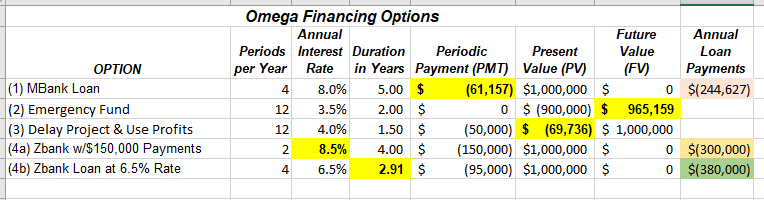 Omega Financing Options
OPTION Periods per Year Annual Interest Rate Duration in Years Periodic Payment (PMT) Present Value (PV) Future Value (FV) Annual Loan Payments
(1) MBank Loan 4 8.0% 5.00 $ (61,157) $1,000,000 $ 0 $(244,627)
(2) Emergency Fund 12 3.5% 2.00 $ 0 $ (900,000) $ 965,159
(3) Delay Project & Use Profits 12 4.0% 1.50 $ (50,000) $ (69,736) $ 1,000,000
(4a) Zbank w/$150,000 Payments 2 8.5% 4.00 $ (150,000) $1,000,000 $ 0 $(300,000)
(4b) Zbank Loan at 6.5% Rate 4 6.5% 2.91 $ (95,000) $1,000,000 $ 0 $(380,000)